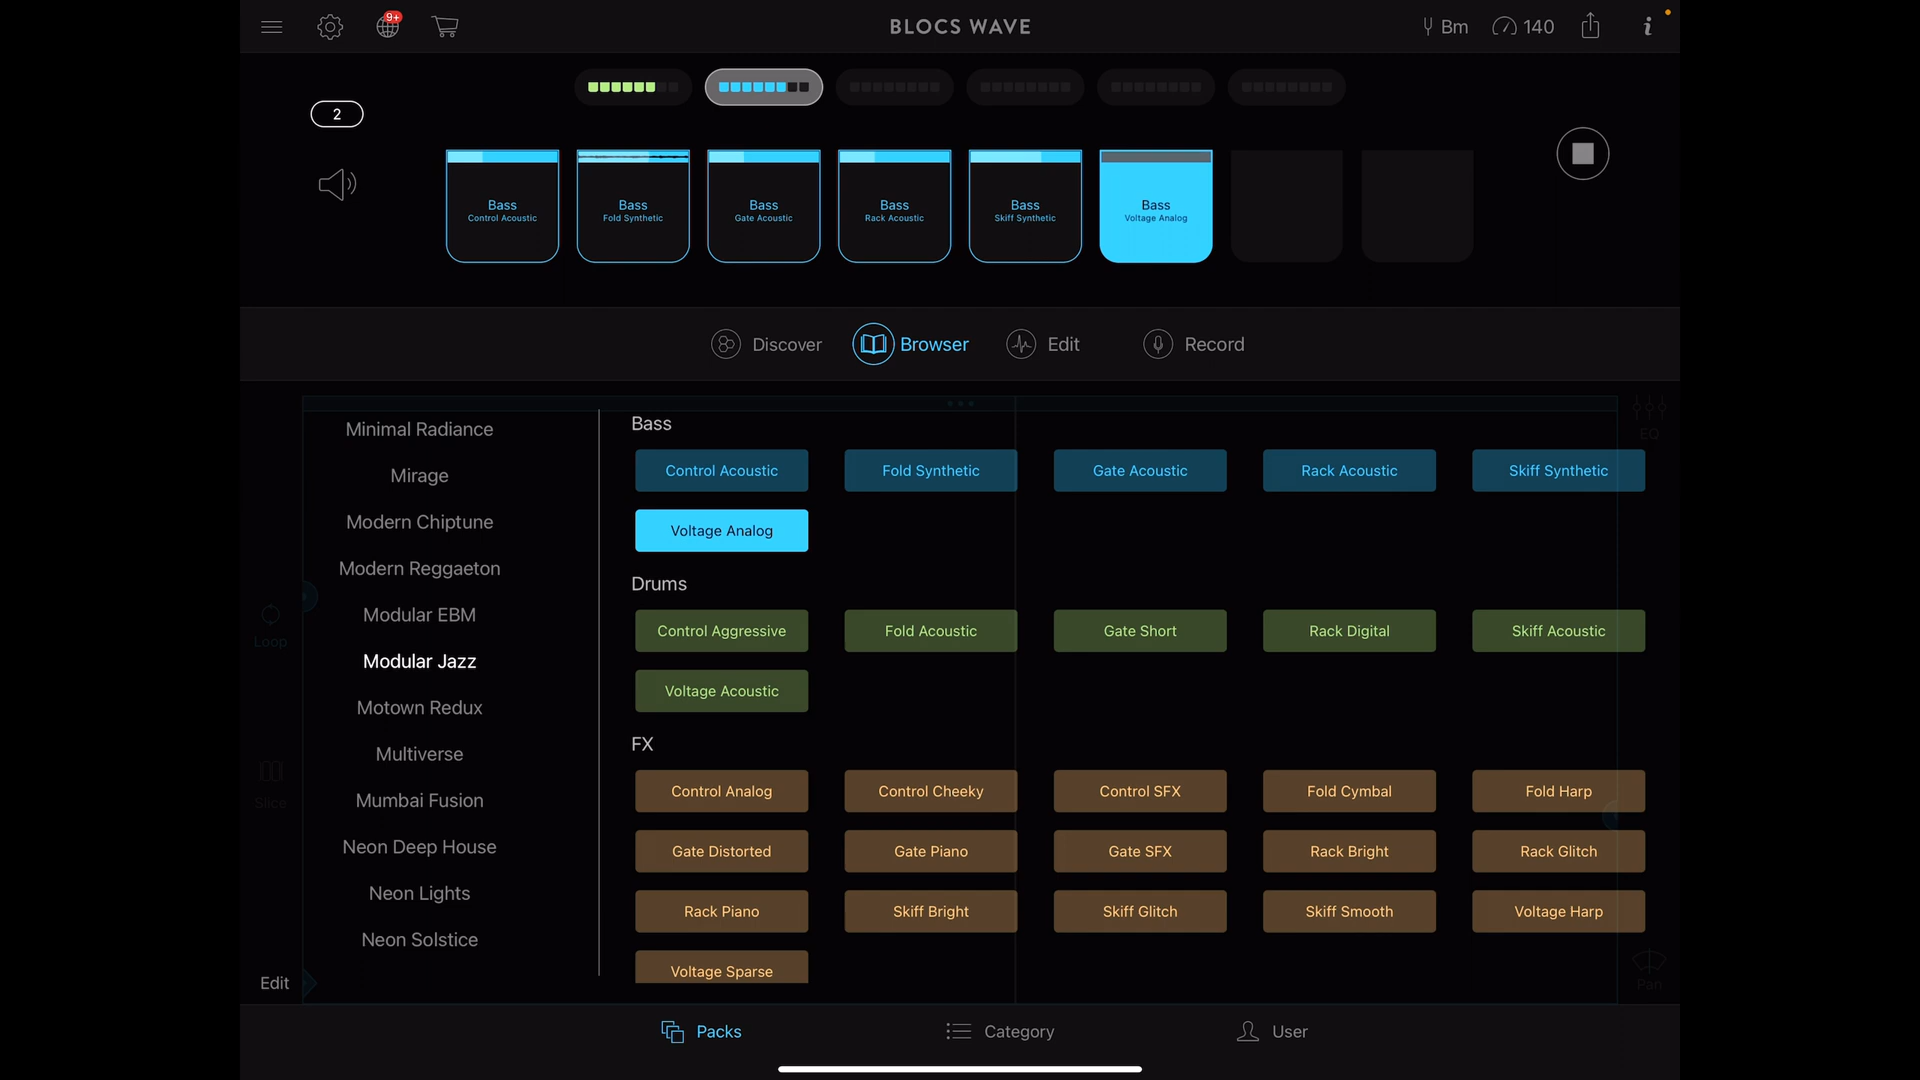 9+
BLOCS WAVE
Bm
140
i
2
Bass
Control Acoustic
Bass
Fold Synthetic
Bass
Gate Acoustic
Bass
Rack Acoustic
Bass
Skiff Synthetic
Bass
Voltage Analog
Discover
Browser
Edit
Record
Minimal Radiance
Mirage
Modern Chiptune
Modern Reggaeton
Modular EBM
Modular Jazz
Motown Redux
Multiverse
Mumbai Fusion
Neon Deep House
Neon Lights
Neon Solstice
Bass
Control Acoustic
Fold Synthetic
Gate Acoustic
Rack Acoustic
Skiff Synthetic
Voltage Analog
Drums
Control Aggressive
Fold Acoustic
Gate Short
Rack Digital
Skiff Acoustic
Voltage Acoustic
FX
Control Analog
Control Cheeky
Control SFX
Fold Cymbal
Fold Harp
Gate Distorted
Gate Piano
Gate SFX
Rack Bright
Rack Glitch
Rack Piano
Skiff Bright
Skiff Glitch
Skiff Smooth
Voltage Harp
Voltage Sparse
EQ
Loop
Slice
Pan
Edit
Packs
Category
User